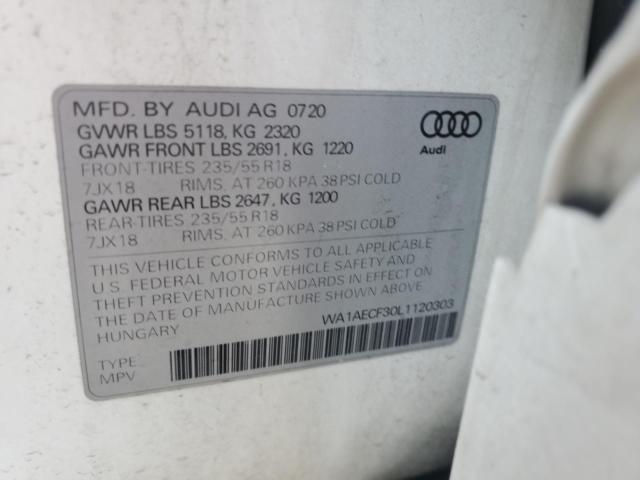 MFD. BY AUDI AG 0720
GVWR LBS 5118, KG 2320
GAWR FRONT LBS 2691, KG 1220
FRONT-TIRES 235/55 R18
7JX18 RIMS, AT 260 KPA 38 PSI COLD
GAWR REAR LBS 2647, KG 1200
REAR-TIRES 235/55 R18
7JX18 RIMS, AT 260 KPA 38 PSI COLD
Audi
THIS VEHICLE CONFORMS TO ALL APPLICABLE
U.S. FEDERAL MOTOR VEHICLE SAFETY AND
THEFT PREVENTION STANDARDS IN EFFECT ON
THE DATE OF MANUFACTURE SHOWN ABOVE
HUNGARY
WA1AECF30L1120303
TYPE
MPV